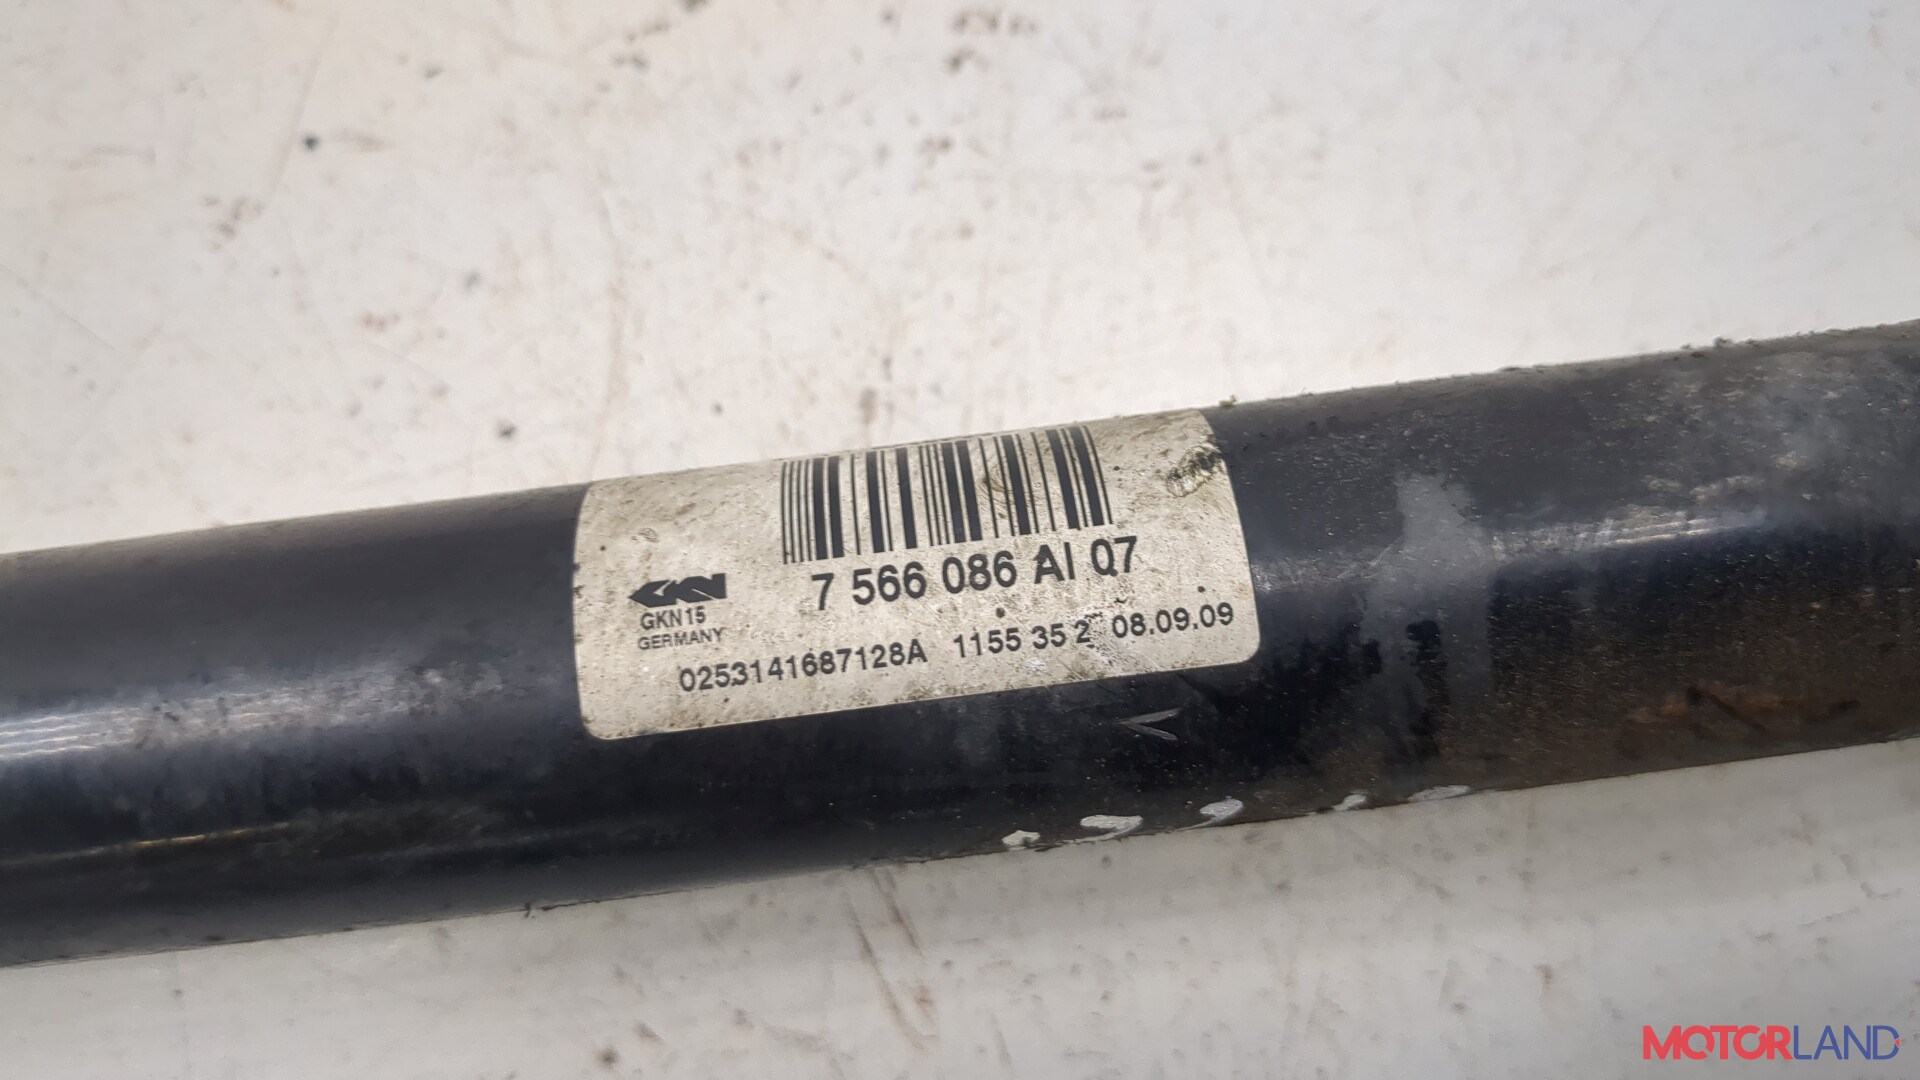 7 566 086 AI 07
GKN
GKN15
GERMANY
0253141687128A 1155 35 2 08.09.09
MOTORLAND